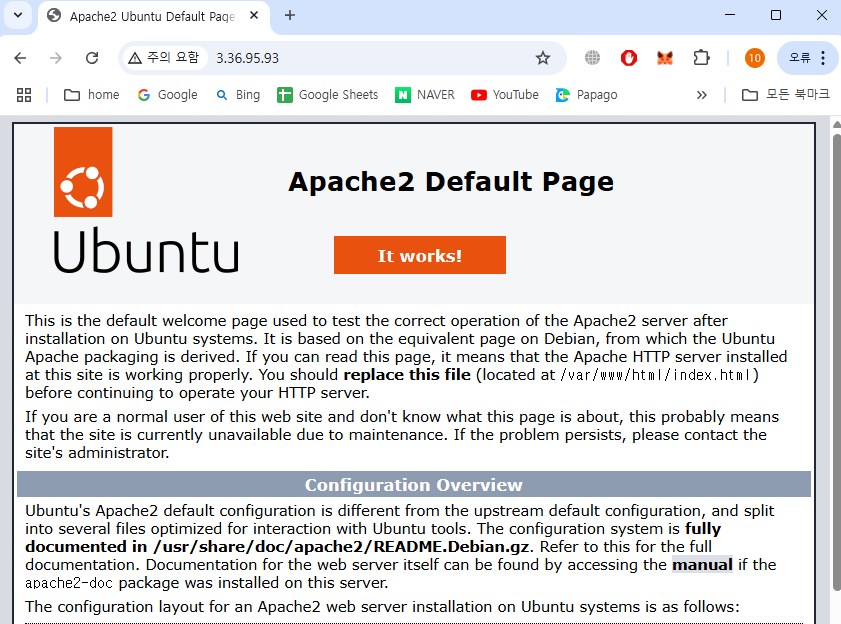 Apache2 Ubuntu Default Page
주의 요함
3.36.95.93
10
오류
home
Google
Bing
Google Sheets
NAVER
YouTube
Papago
모든 북마크
Ubuntu
Apache2 Default Page
It works!
This is the default welcome page used to test the correct operation of the Apache2 server after
installation on Ubuntu systems. It is based on the equivalent page on Debian, from which the Ubuntu
Apache packaging is derived. If you can read this page, it means that the Apache HTTP server installed
at this site is working properly. You should replace this file (located at /var/www/html/index.html)
before continuing to operate your HTTP server.
If you are a normal user of this web site and don't know what this page is about, this probably means
that the site is currently unavailable due to maintenance. If the problem persists, please contact the
site's administrator.
Configuration Overview
Ubuntu's Apache2 default configuration is different from the upstream default configuration, and split
into several files optimized for interaction with Ubuntu tools. The configuration system is fully
documented in /usr/share/doc/apache2/README.Debian.gz. Refer to this for the full
documentation. Documentation for the web server itself can be found by accessing the manual if the
apache2-doc package was installed on this server.
The configuration layout for an Apache2 web server installation on Ubuntu systems is as follows: